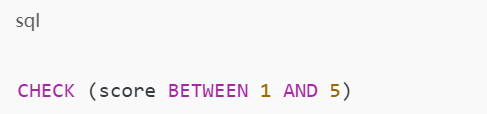 sql
CHECK (score BETWEEN 1 AND 5)